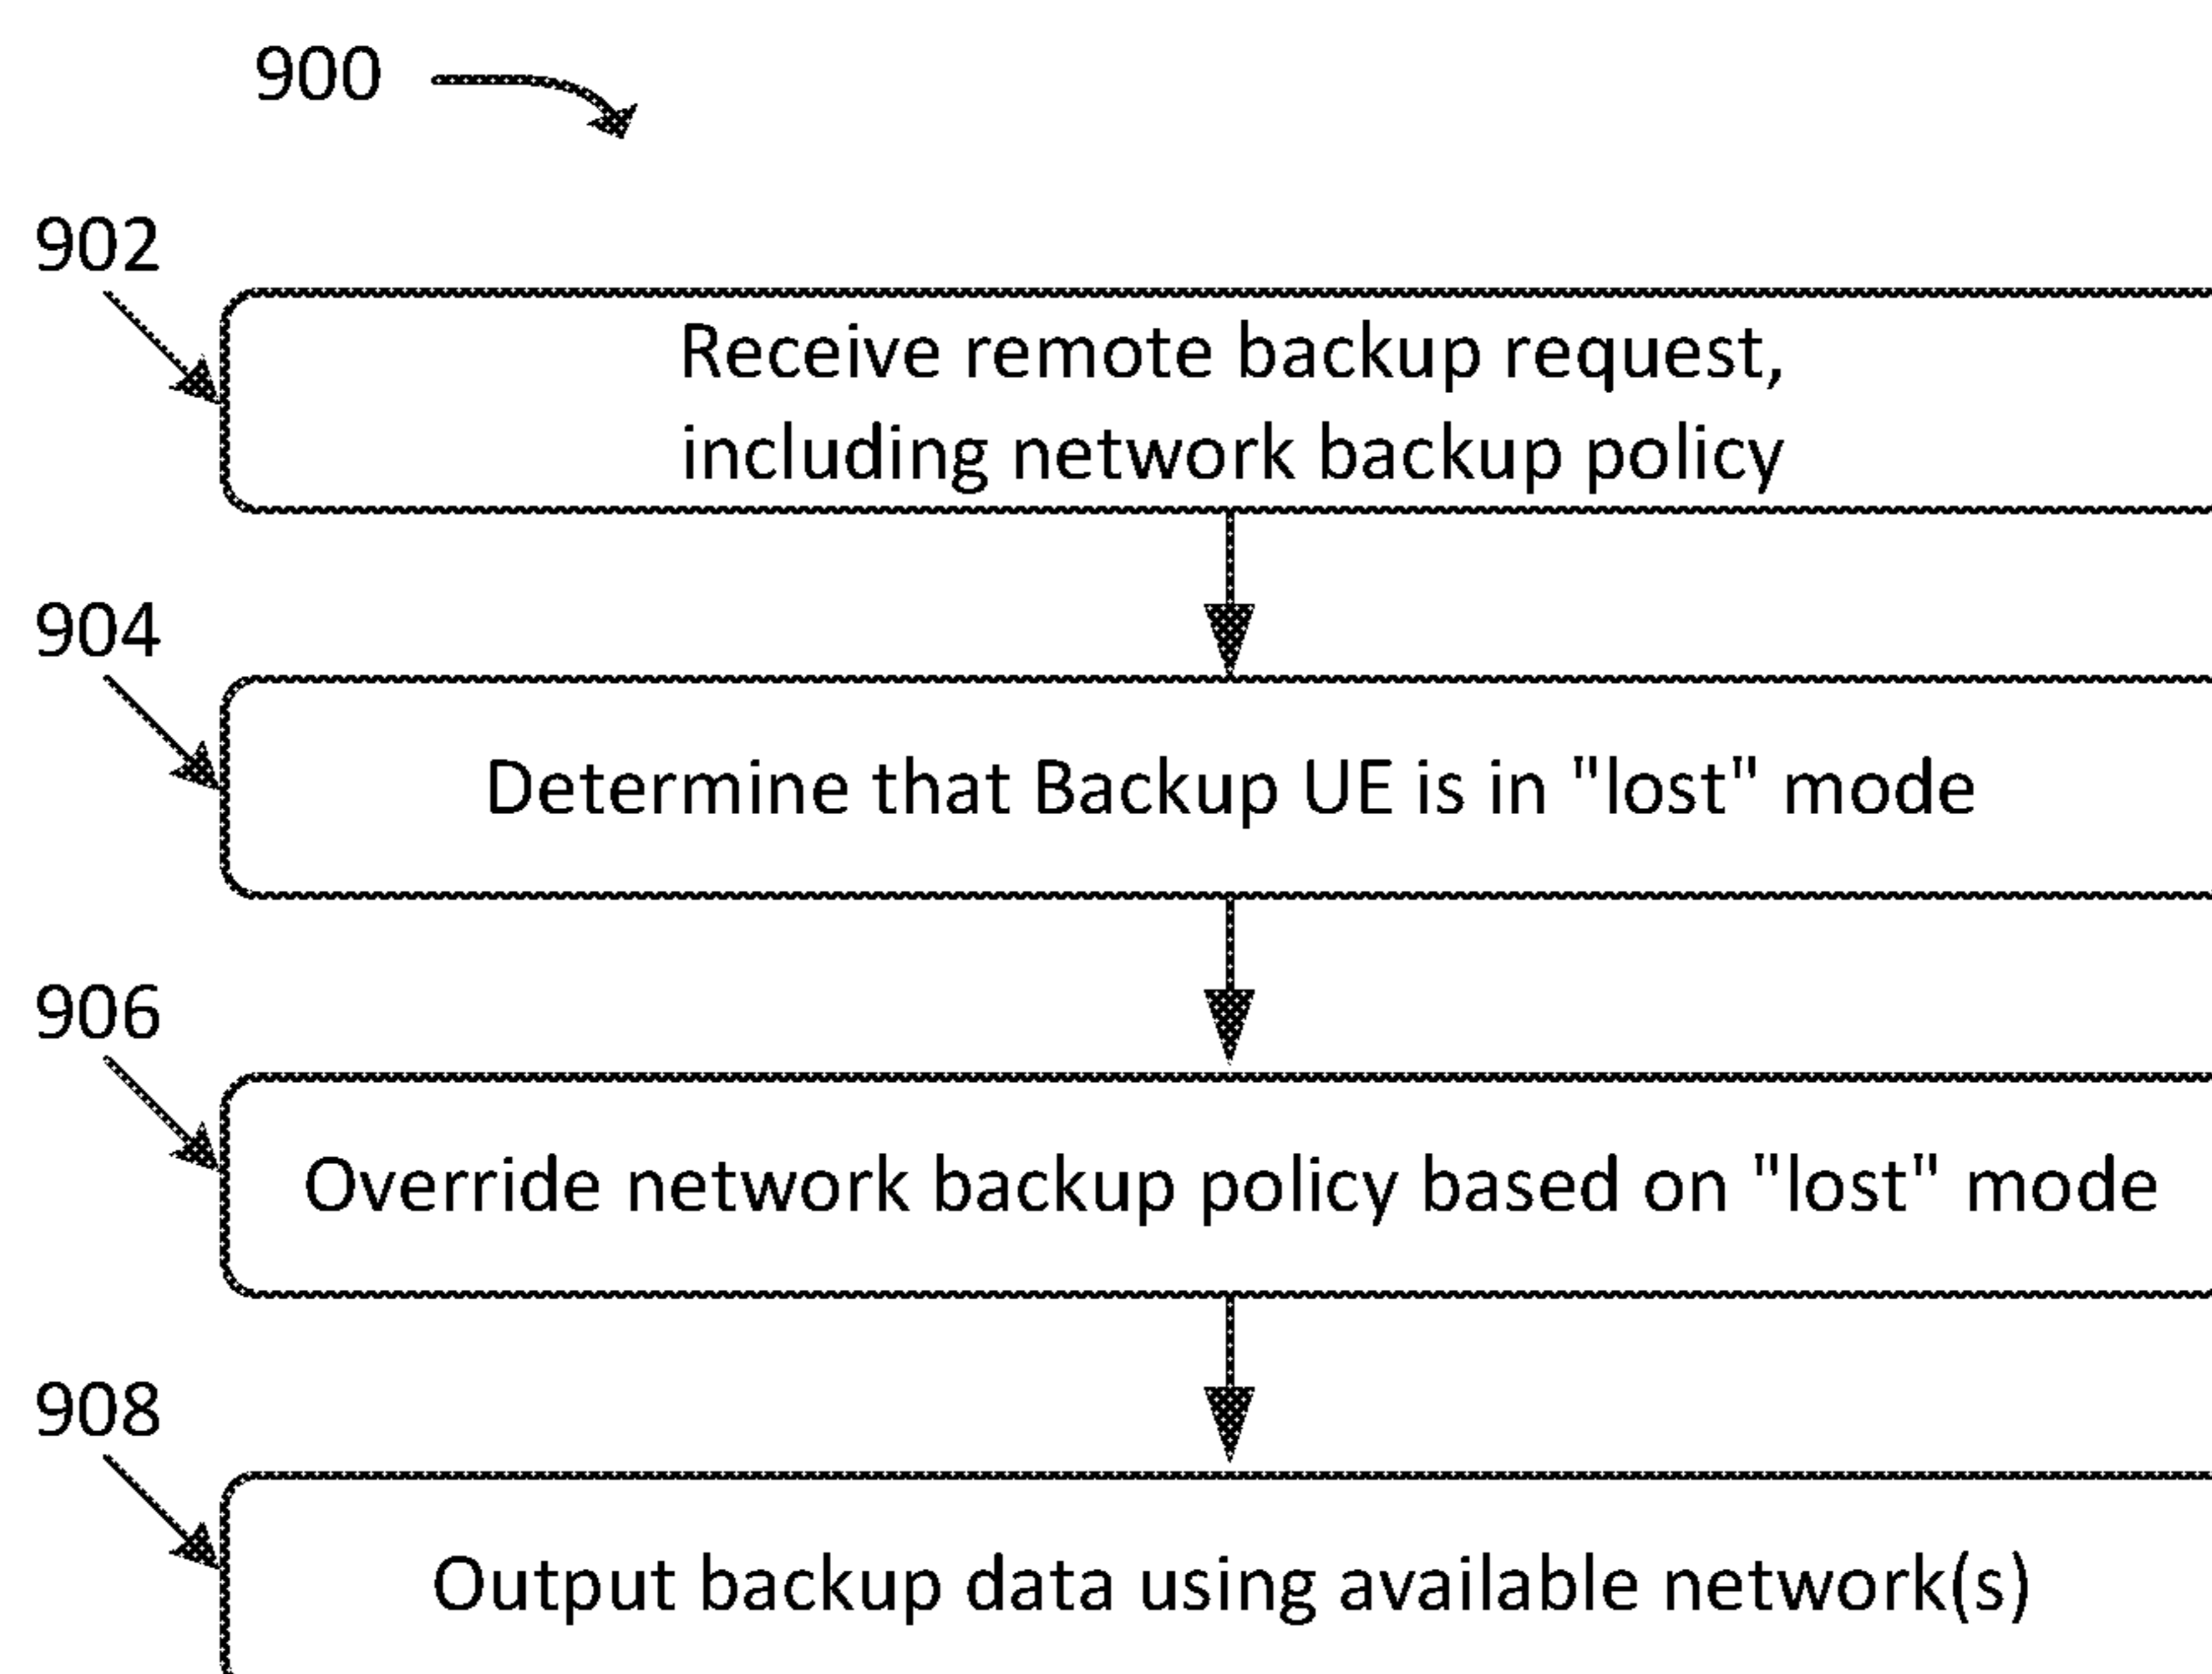 900
902
Receive remote backup request,
including network backup policy
904
Determine that Backup UE is in "lost" mode
906
Override network backup policy based on "lost" mode
908
Output backup data using available network(s)